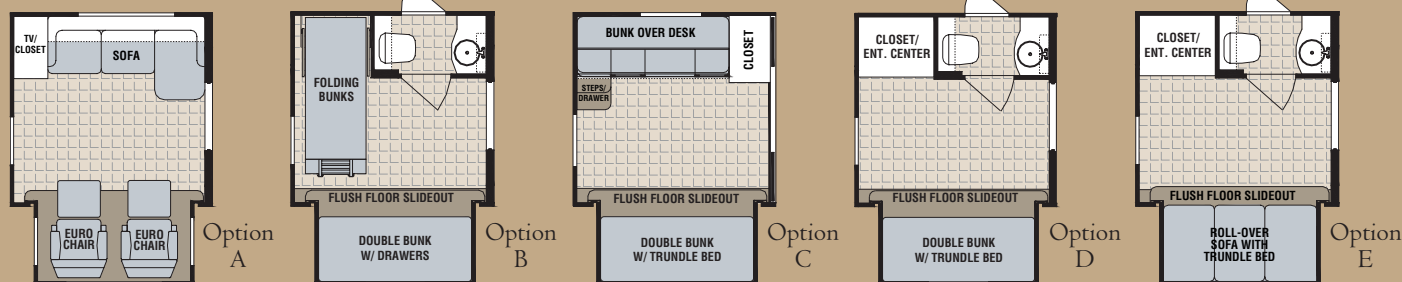 TV/
CLOSET
SOFA
EURO
CHAIR
EURO
CHAIR
Option
A
FOLDING
BUNKS
FLUSH FLOOR SLIDEOUT
DOUBLE BUNK
W/ DRAWERS
Option
B
BUNK OVER DESK
CLOSET
STEPS/
DRAWER
FLUSH FLOOR SLIDEOUT
DOUBLE BUNK
W/ TRUNDLE BED
Option
C
CLOSET/
ENT. CENTER
FLUSH FLOOR SLIDEOUT
DOUBLE BUNK
W/ TRUNDLE BED
Option
D
CLOSET/
ENT. CENTER
FLUSH FLOOR SLIDEOUT
ROLL-OVER
SOFA WITH
TRUNDLE BED
Option
E